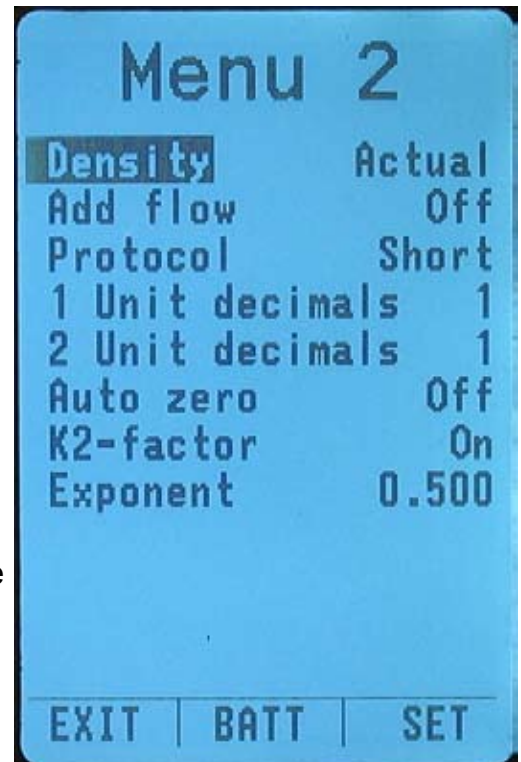 Menu 2
Density Actual
Add flow Off
Protocol Short
1 Unit decimals 1
2 Unit decimals 1
Auto zero Off
K2-factor On
Exponent 0.500
e
EXIT | BATT | SET